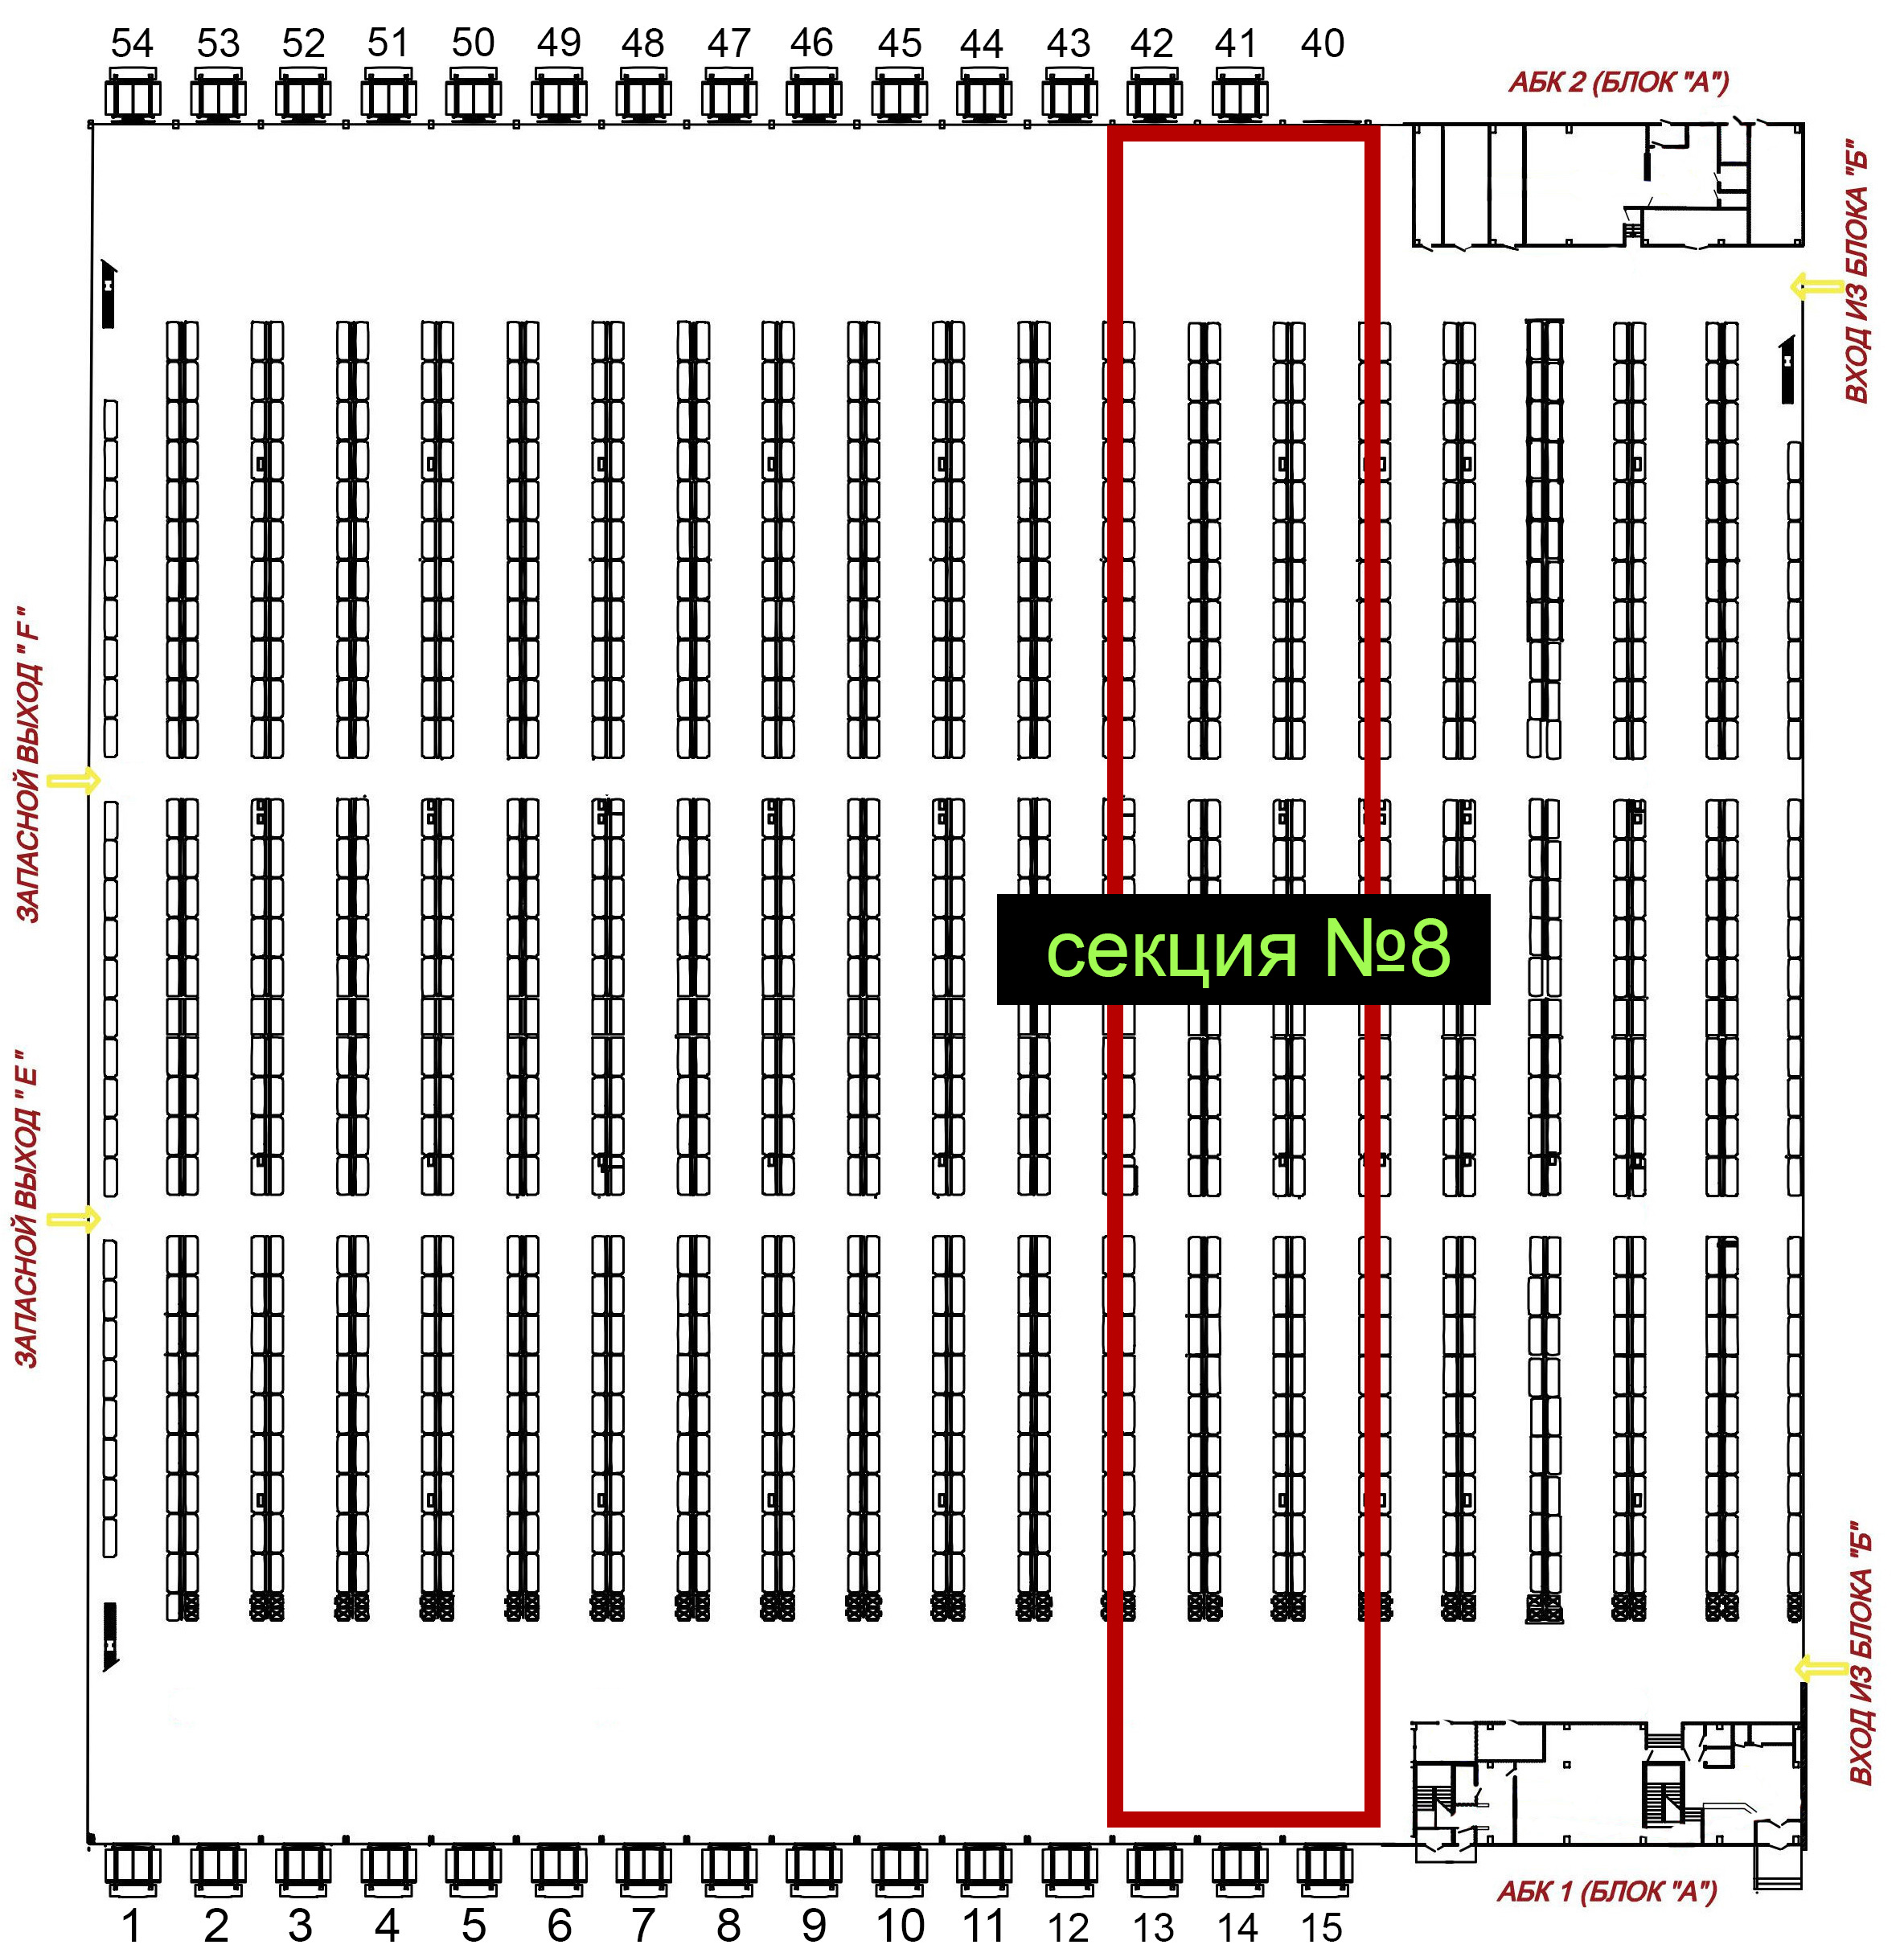 54 53 52 51 50 49 48 47 46 45 44 43 42 41 40
АБК 2 (БЛОК "А")
ВХОД ИЗ БЛОКА "Б"
ЗАПАСНОЙ ВЫХОД " F "
секция №8
ЗАПАСНОЙ ВЫХОД " E "
ВХОД ИЗ БЛОКА "Б"
АБК 1 (БЛОК "А")
1 2 3 4 5 6 7 8 9 10 11 12 13 14 15